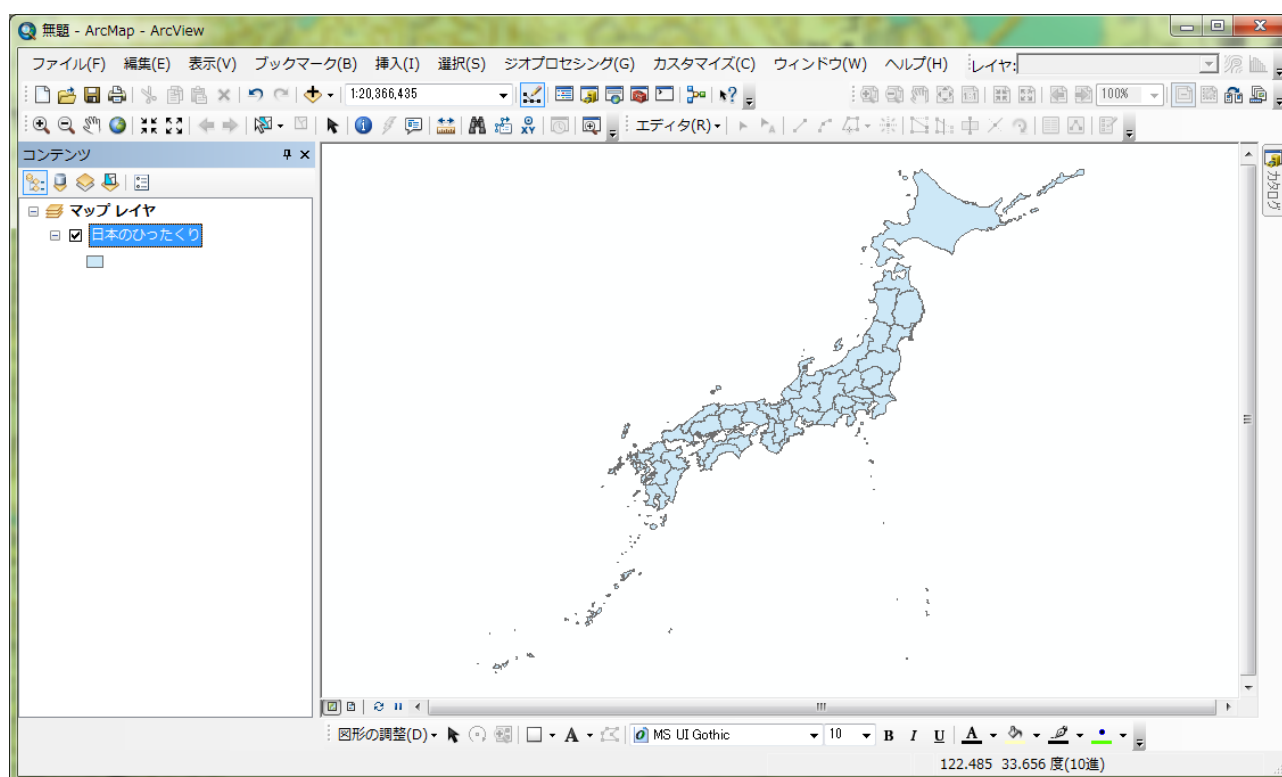 無題 - ArcMap - ArcView
ファイル(F) 編集(E) 表示(V) ブックマーク(B) 挿入(I) 選択(S) ジオプロセシング(G) カスタマイズ(C) ウィンドウ(W) ヘルプ(H) レイヤ:
1:20,366,435 100%
エディタ(R)
コンテンツ
カタログ
マップ レイヤ
日本のひったくり
図形の調整(D) A MS UI Gothic 10 B I U A
122.485 33.656 度(10進)